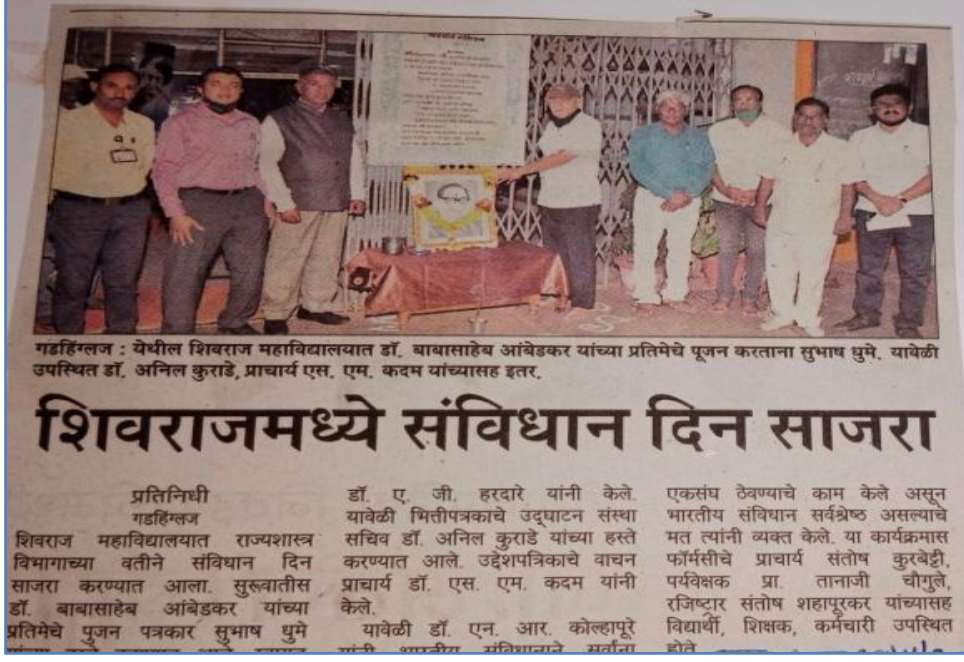 गडहिंग्लज : येथील शिवराज महाविद्यालयात डॉ. बाबासाहेब आंबेडकर यांच्या प्रतिमेचे पूजन करताना सुभाष धुमे. यावेळी
उपस्थित डॉ. अनिल कुराडे, प्राचार्य एस. एम. कदम यांच्यासह इतर.
शिवराजमध्ये संविधान दिन साजरा
प्रतिनिधी
गडहिंग्लज
शिवराज महाविद्यालयात राज्यशास्त्र
विभागाच्या वतीने संविधान दिन
साजरा करण्यात आला. सुरूवातीस
डॉ. बाबासाहेब आंबेडकर यांच्या
प्रतिमेचे पुजन पत्रकार सुभाष धुमे
डॉ. ए. जी. हरदारे यांनी केले.
यावेळी भित्तीपत्रकाचे उद्घाटन संस्था
सचिव डॉ. अनिल कुराडे यांच्या हस्ते
करण्यात आले. उद्देशपत्रिकाचे वाचन
प्राचार्य डॉ. एस. एम. कदम यांनी
केले.
यावेळी डॉ. एन. आर. कोल्हापूरे
यांनी भारतीय संविधानाने सर्वांना
एकसंघ ठेवण्याचे काम केले असून
भारतीय संविधान सर्वश्रेष्ठ असल्याचे
मत त्यांनी व्यक्त केले. या कार्यक्रमास
फॉर्मसीचे प्राचार्य संतोष कुरबेट्टी,
पर्यवेक्षक प्रा. तानाजी चौगुले,
रजिष्टार संतोष शहापूरकर यांच्यासह
विद्यार्थी, शिक्षक, कर्मचारी उपस्थित
होते